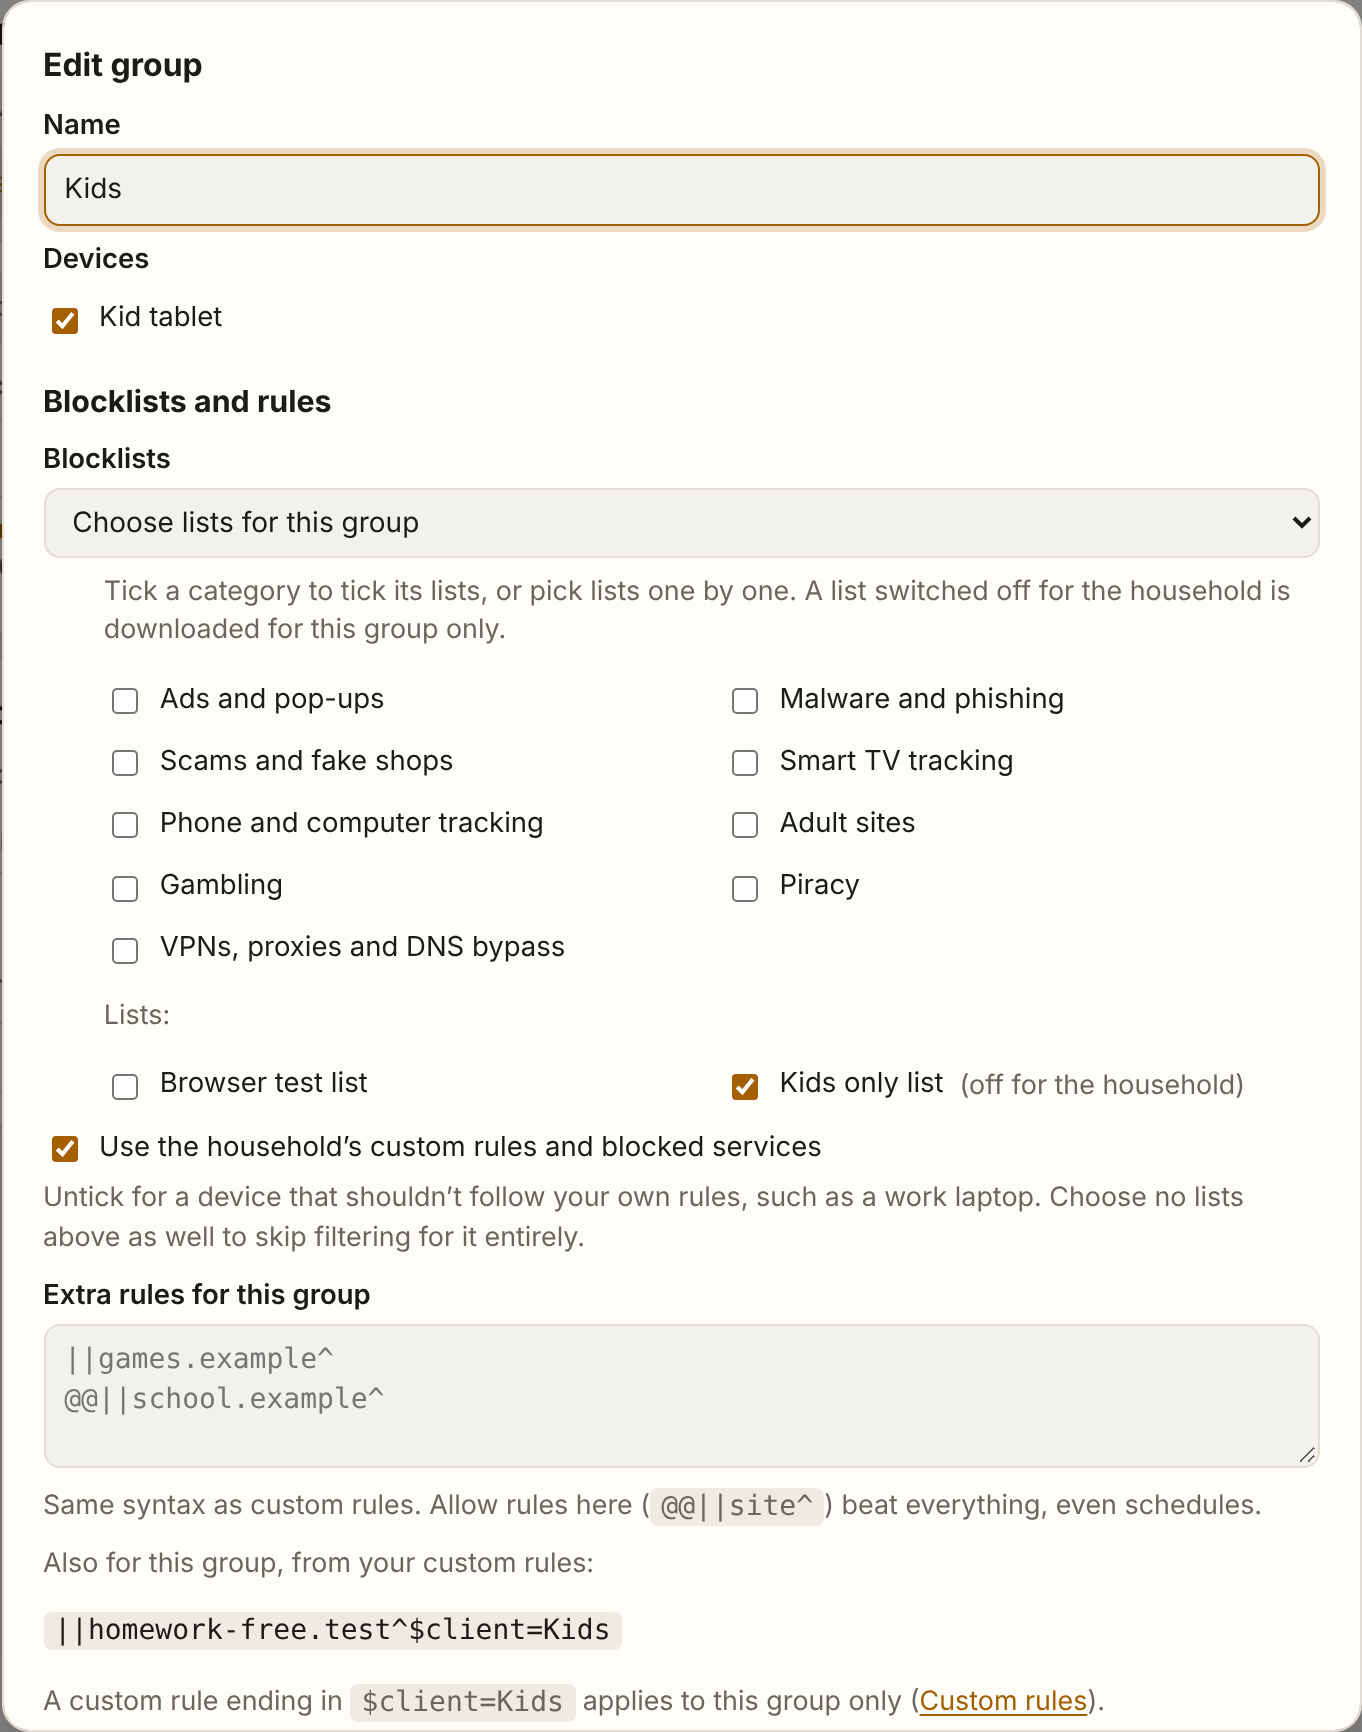 Edit group
Name
Kids
Devices
Kid tablet
Blocklists and rules
Blocklists
Choose lists for this group
Tick a category to tick its lists, or pick lists one by one. A list switched off for the household is
downloaded for this group only.
Ads and pop-ups
Malware and phishing
Scams and fake shops
Smart TV tracking
Phone and computer tracking
Adult sites
Gambling
Piracy
VPNs, proxies and DNS bypass
Lists:
Browser test list
Kids only list (off for the household)
Use the household’s custom rules and blocked services
Untick for a device that shouldn’t follow your own rules, such as a work laptop. Choose no lists
above as well to skip filtering for it entirely.
Extra rules for this group
||games.example^
@@||school.example^
Same syntax as custom rules. Allow rules here (@@||site^) beat everything, even schedules.
Also for this group, from your custom rules:
||homework-free.test^$client=Kids
A custom rule ending in $client=Kids applies to this group only (Custom rules).